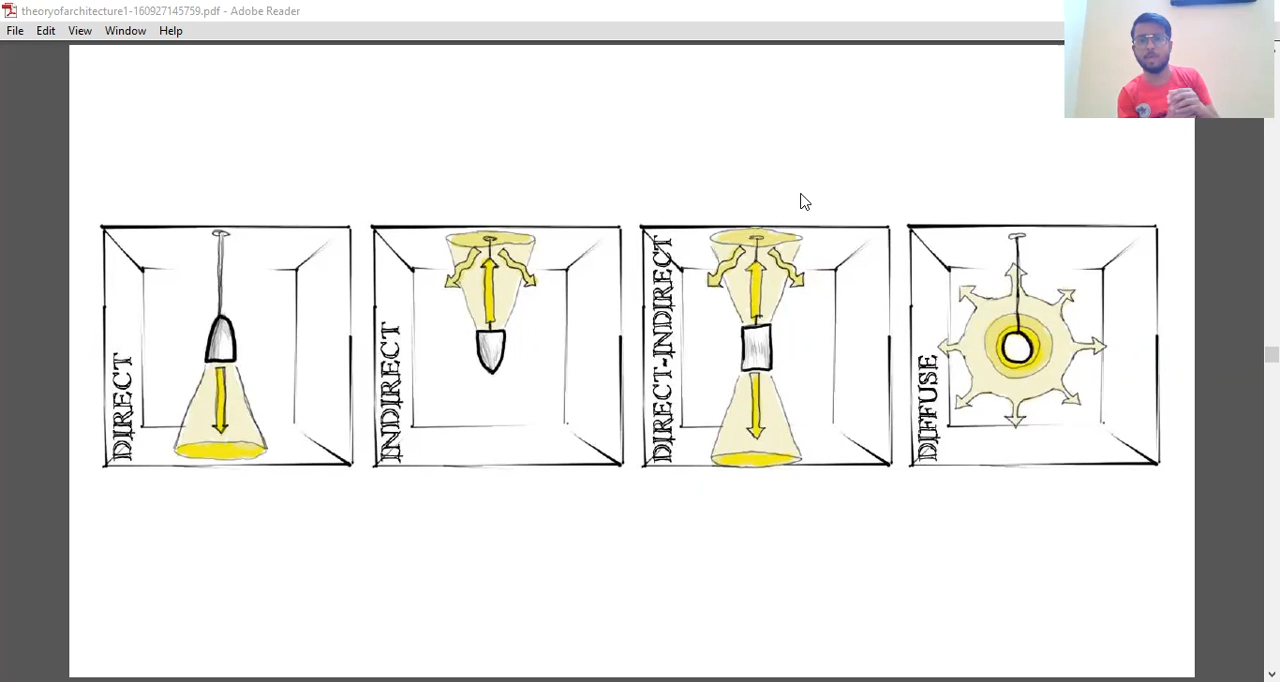 theoryofarchitecture1-160927145759.pdf - Adobe Reader
File Edit View Window Help
DIRECT
INDIRECT
DIRECT-INDIRECT
DIFFUSE